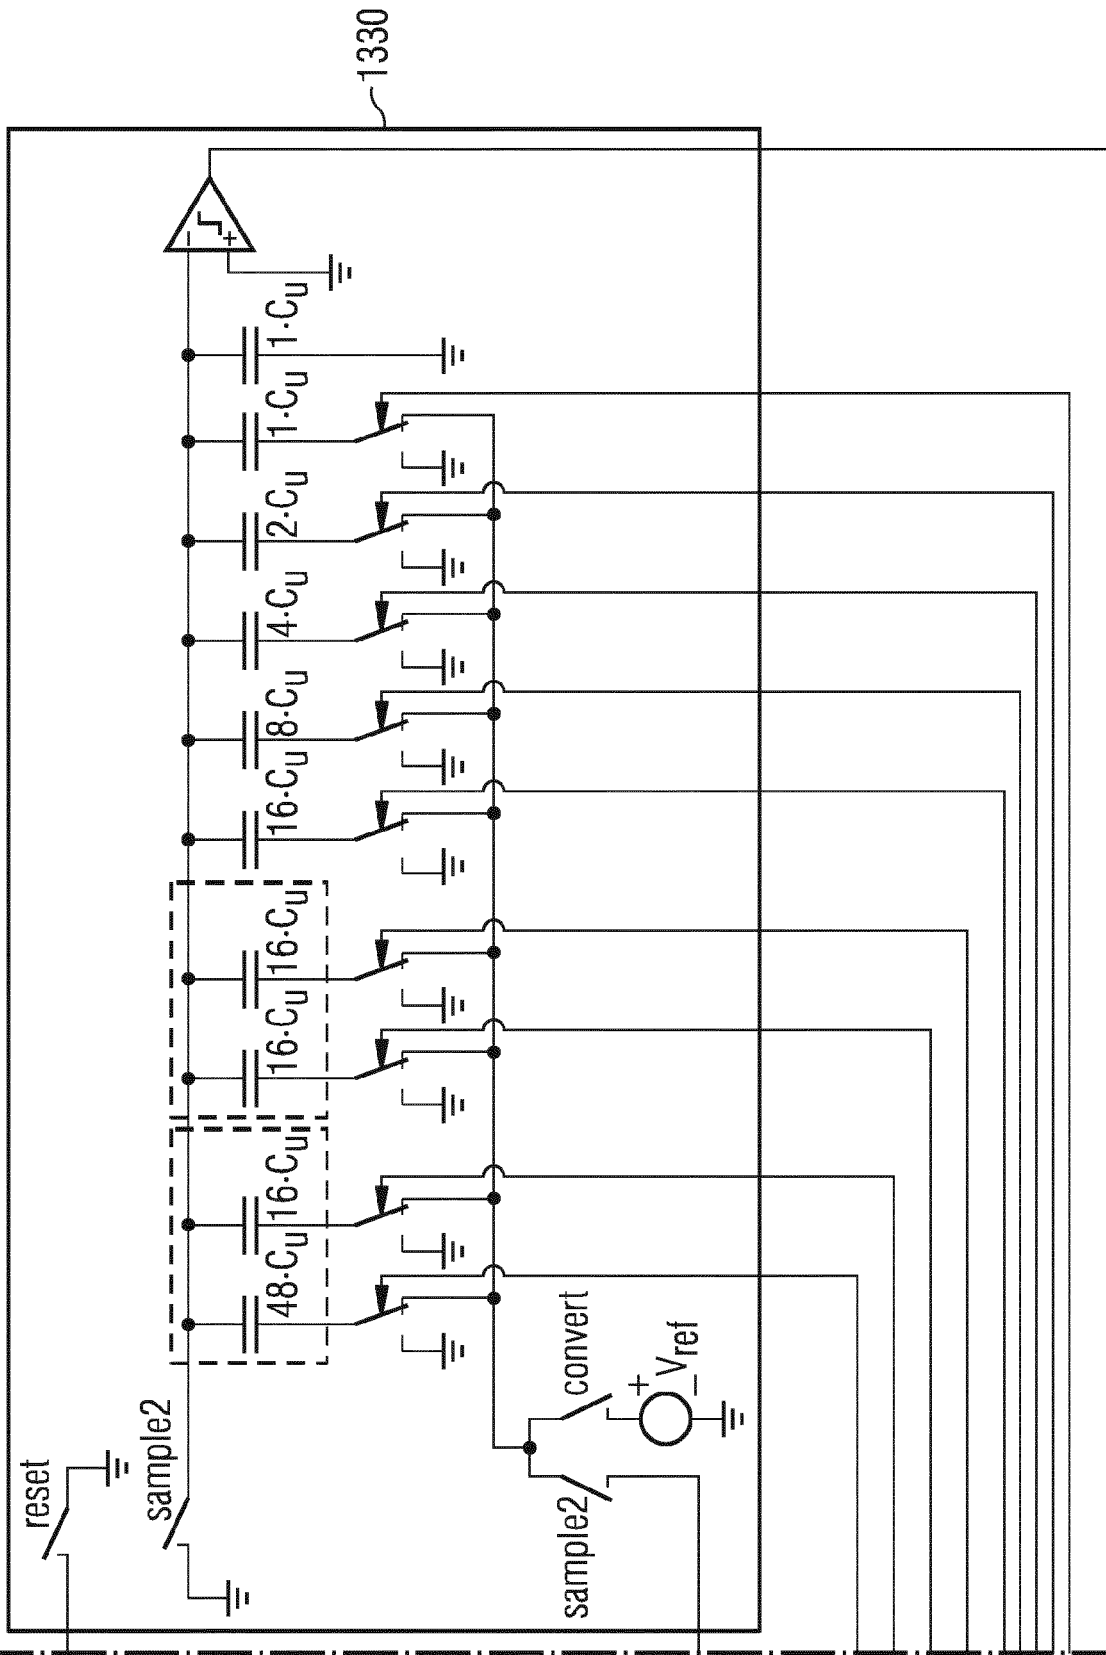 1330
reset
sample2
48·Cu
16·Cu
16·Cu
16·Cu
16·Cu
8·Cu
4·Cu
2·Cu
1·Cu
1·Cu
−
+
sample2
convert
+
−
Vref